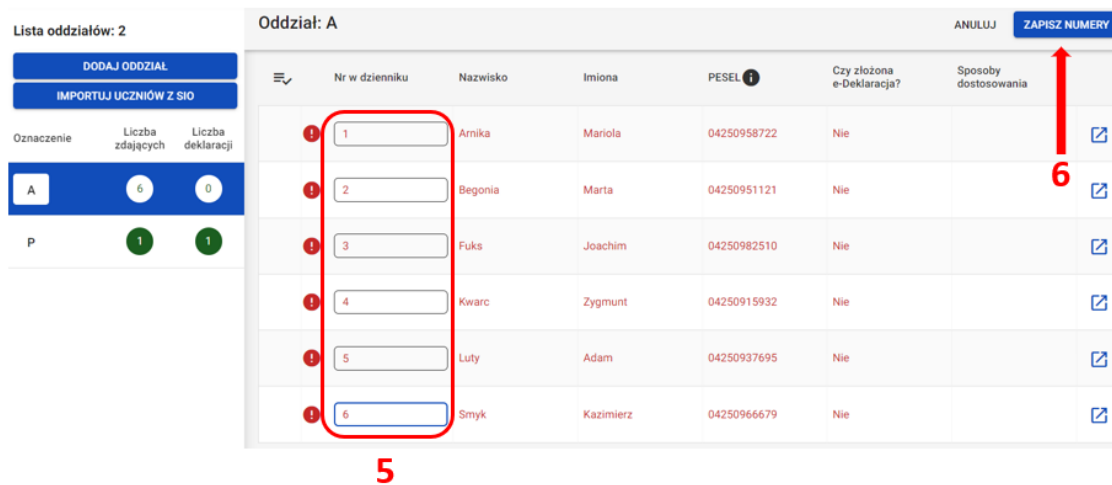 Lista oddziałów: 2
DODAJ ODDZIAŁ
IMPORTUJ UCZNIÓW Z SIO
Oznaczenie Liczba zdających Liczba deklaracji
A 6 0
P 1 1
Oddział: A
ANULUJ ZAPISZ NUMERY
Nr w dzienniku Nazwisko Imiona PESEL Czy złożona e-Deklaracja? Sposoby dostosowania
1 Arnika Mariola 04250958722 Nie
2 Begonia Marta 04250951121 Nie
3 Fuks Joachim 04250982510 Nie
4 Kwarc Zygmunt 04250915932 Nie
5 Luty Adam 04250937695 Nie
6 Smyk Kazimierz 04250966679 Nie
6
5